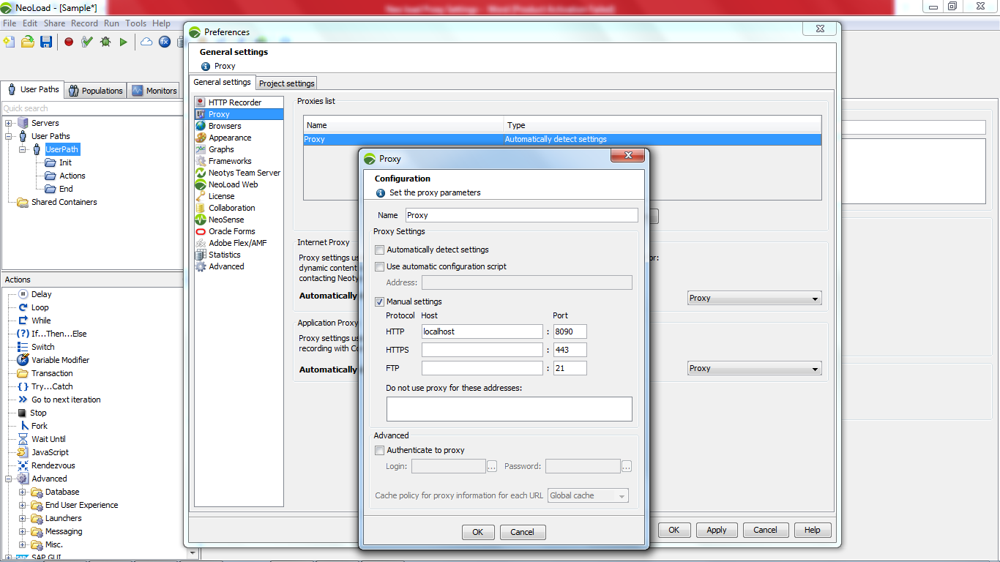 NeoLoad - [Sample*]
Neo load Proxy Settings - Word (Product Activation Failed)
File Edit Share Record Run Tools Help
User Paths Populations Monitors
Quick search
Servers
User Paths
UserPath
Init
Actions
End
Shared Containers
Actions
Delay
Loop
While
If...Then...Else
Switch
Variable Modifier
Transaction
Try...Catch
Go to next iteration
Stop
Fork
Wait Until
JavaScript
Rendezvous
Advanced
Database
End User Experience
Launchers
Messaging
Misc.
SAP GUI
Preferences
General settings
Proxy
General settings Project settings
HTTP Recorder
Proxy
Browsers
Appearance
Graphs
Frameworks
Neotys Team Server
NeoLoad Web
License
Collaboration
NeoSense
Oracle Forms
Adobe Flex/AMF
Statistics
Advanced
Proxies list
Name Type
Proxy Automatically detect settings
Internet Proxy
Proxy settings us or:
dynamic content
contacting Neoty
Automatically Proxy
Application Proxy
Proxy settings us
recording with Co
Automatically Proxy
OK Apply Cancel Help
Proxy
Configuration
Set the proxy parameters
Name Proxy
Proxy Settings
Automatically detect settings
Use automatic configuration script
Address:
Manual settings
Protocol Host Port
HTTP localhost : 8090
HTTPS : 443
FTP : 21
Do not use proxy for these addresses:
Advanced
Authenticate to proxy
Login: ... Password: ...
Cache policy for proxy information for each URL Global cache
OK Cancel